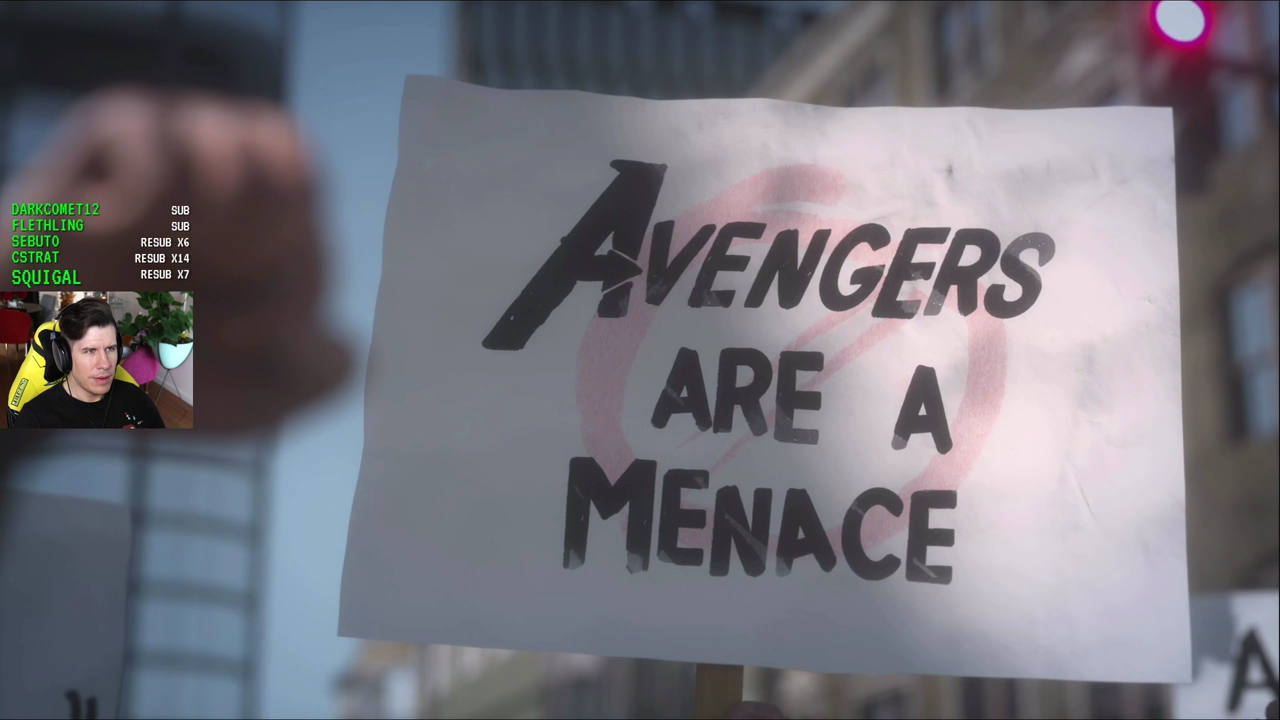 AVENGERS
ARE A
MENACE
DARKCOMET12 SUB
FLETHLING SUB
SEBUTO RESUB X6
CSTRAT RESUB X14
SQUIGAL RESUB X7
A